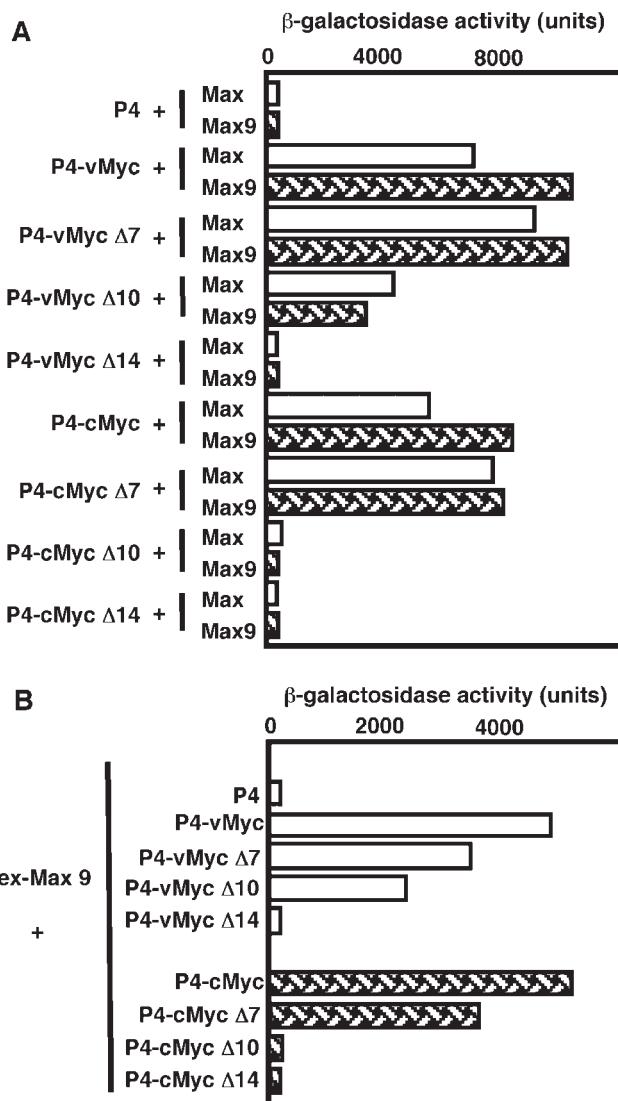 A
β-galactosidase activity (units)
0 4000 8000
P4 +
Max
Max9
P4-vMyc +
Max
Max9
P4-vMyc Δ7 +
Max
Max9
P4-vMyc Δ10 +
Max
Max9
P4-vMyc Δ14 +
Max
Max9
P4-cMyc +
Max
Max9
P4-cMyc Δ7 +
Max
Max9
P4-cMyc Δ10 +
Max
Max9
P4-cMyc Δ14 +
Max
Max9
B
β-galactosidase activity (units)
0 2000 4000
ex-Max 9
+
P4
P4-vMyc
P4-vMyc Δ7
P4-vMyc Δ10
P4-vMyc Δ14
P4-cMyc
P4-cMyc Δ7
P4-cMyc Δ10
P4-cMyc Δ14